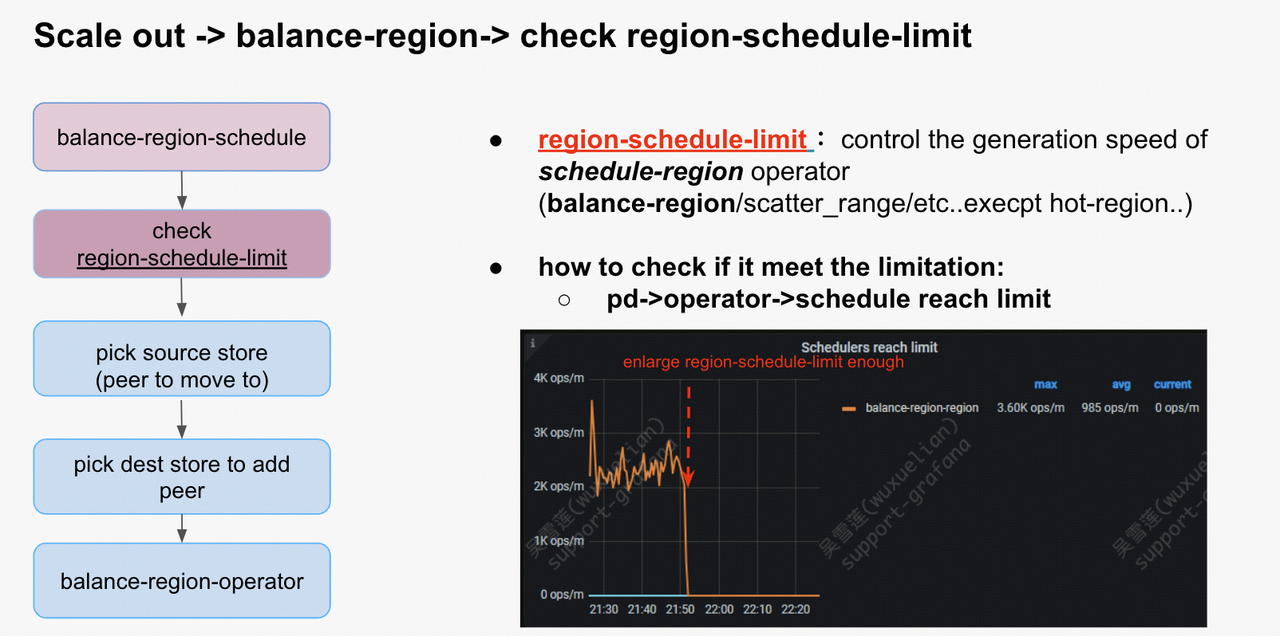 Scale out -> balance-region-> check region-schedule-limit
balance-region-schedule
check
region-schedule-limit
pick source store
(peer to move to)
pick dest store to add
peer
balance-region-operator
● region-schedule-limit : control the generation speed of
schedule-region operator
(balance-region/scatter_range/etc..execpt hot-region..)
● how to check if it meet the limitation:
○ pd->operator->schedule reach limit
i
Schedulers reach limit
enlarge region-schedule-limit enough
4K ops/m
3K ops/m
2K ops/m
1K ops/m
0 ops/m
21:30 21:40 21:50 22:00 22:10 22:20
max avg current
balance-region-region 3.60K ops/m 985 ops/m 0 ops/m
吴雪莲(wuxuelian)
support-grafana
吴雪莲(wuxuelian)
support-grafana
吴雪莲(wuxuelian
support-grafa